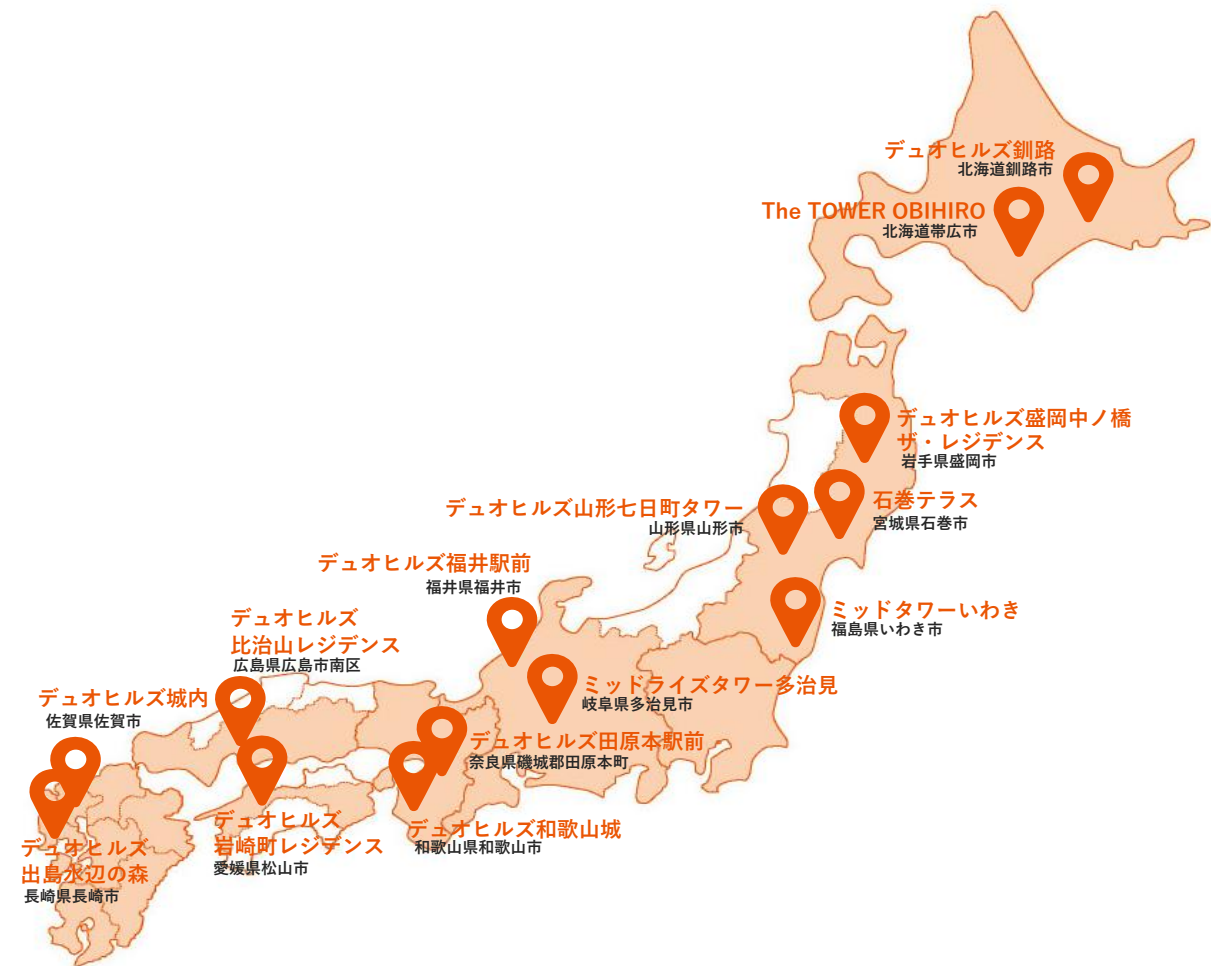 デュオヒルズ釧路
北海道釧路市
The TOWER OBIHIRO
北海道帯広市
デュオヒルズ盛岡中ノ橋
ザ・レジデンス
岩手県盛岡市
石巻テラス
宮城県石巻市
デュオヒルズ山形七日町タワー
山形県山形市
デュオヒルズ福井駅前
福井県福井市
ミッドタワーいわき
福島県いわき市
デュオヒルズ
比治山レジデンス
広島県広島市南区
ミッドライズタワー多治見
岐阜県多治見市
デュオヒルズ城内
佐賀県佐賀市
デュオヒルズ田原本駅前
奈良県磯城郡田原本町
デュオヒルズ和歌山城
和歌山県和歌山市
デュオヒルズ
岩崎町レジデンス
愛媛県松山市
デュオヒルズ
出島水辺の森
長崎県長崎市